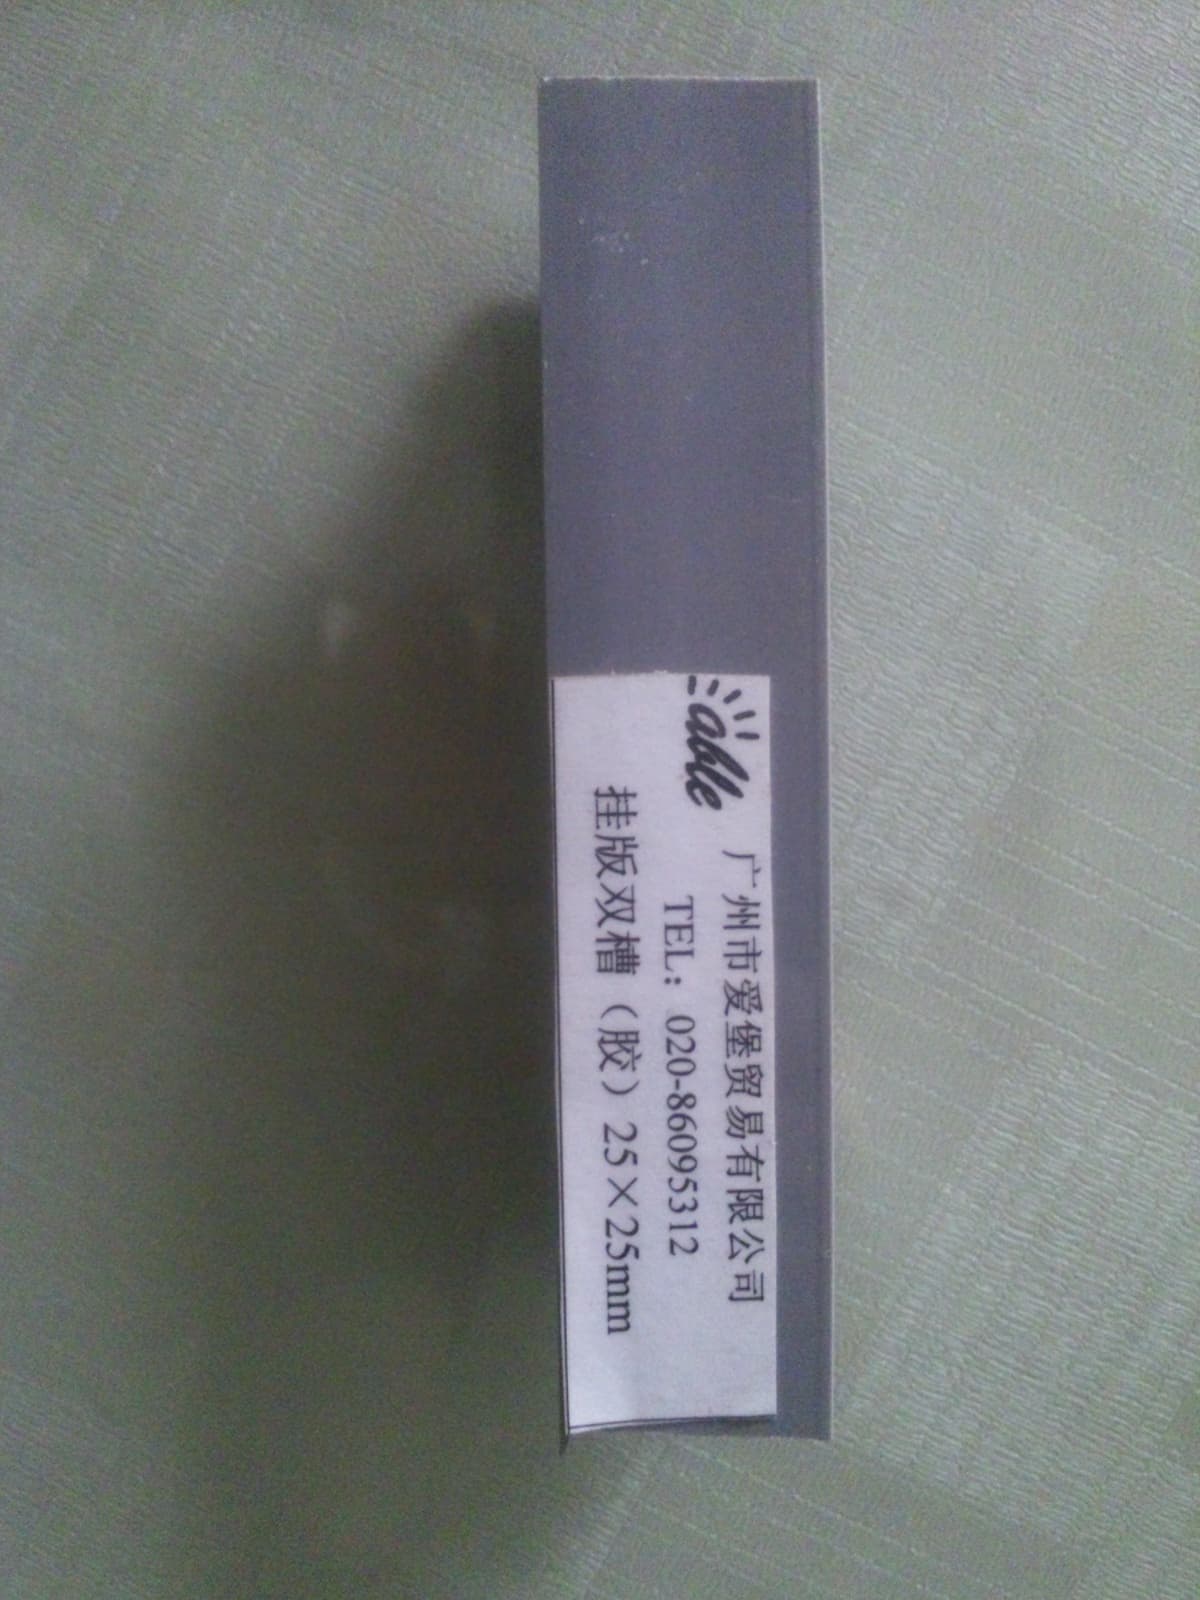 able
广州市爱堡贸易有限公司
TEL：020-86095312
挂版双槽（胶）25×25mm